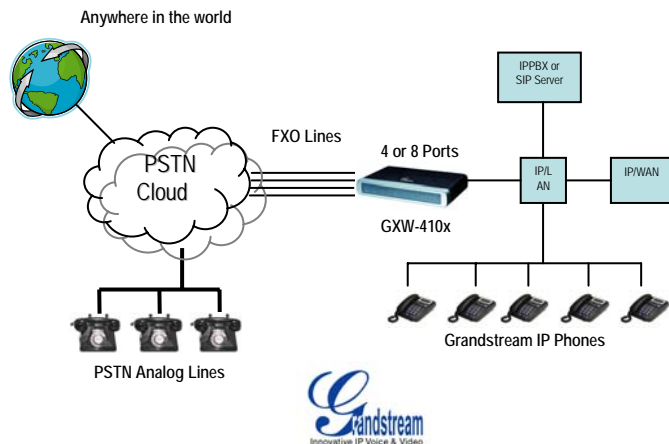 Anywhere in the world
IPPBX or
SIP Server
FXO Lines
4 or 8 Ports
PSTN
Cloud
IP/L
AN
IP/WAN
GXW-410x
PSTN Analog Lines
Grandstream IP Phones
Grandstream
Innovative IP Voice & Video